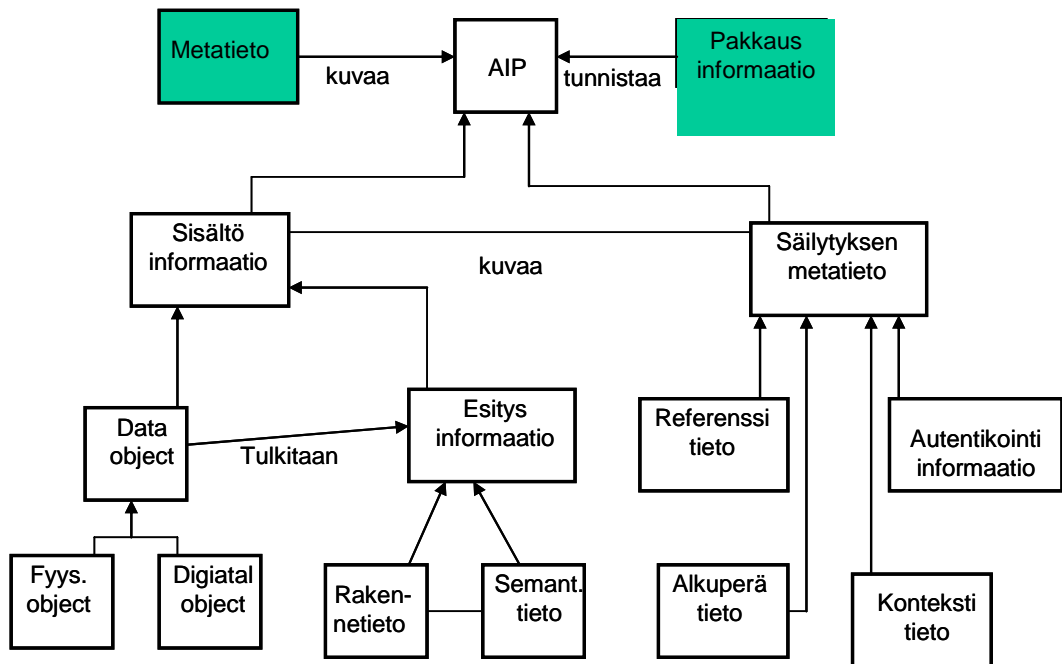 Metatieto
kuvaa
AIP
tunnistaa
Pakkaus
informaatio
Sisältö
informaatio
kuvaa
Säilytyksen
metatieto
Data
object
Tulkitaan
Esitys
informaatio
Referenssi
tieto
Autentikointi
informaatio
Fyys.
object
Digiatal
object
Raken-
netieto
Semant.
tieto
Alkuperä
tieto
Konteksti
tieto